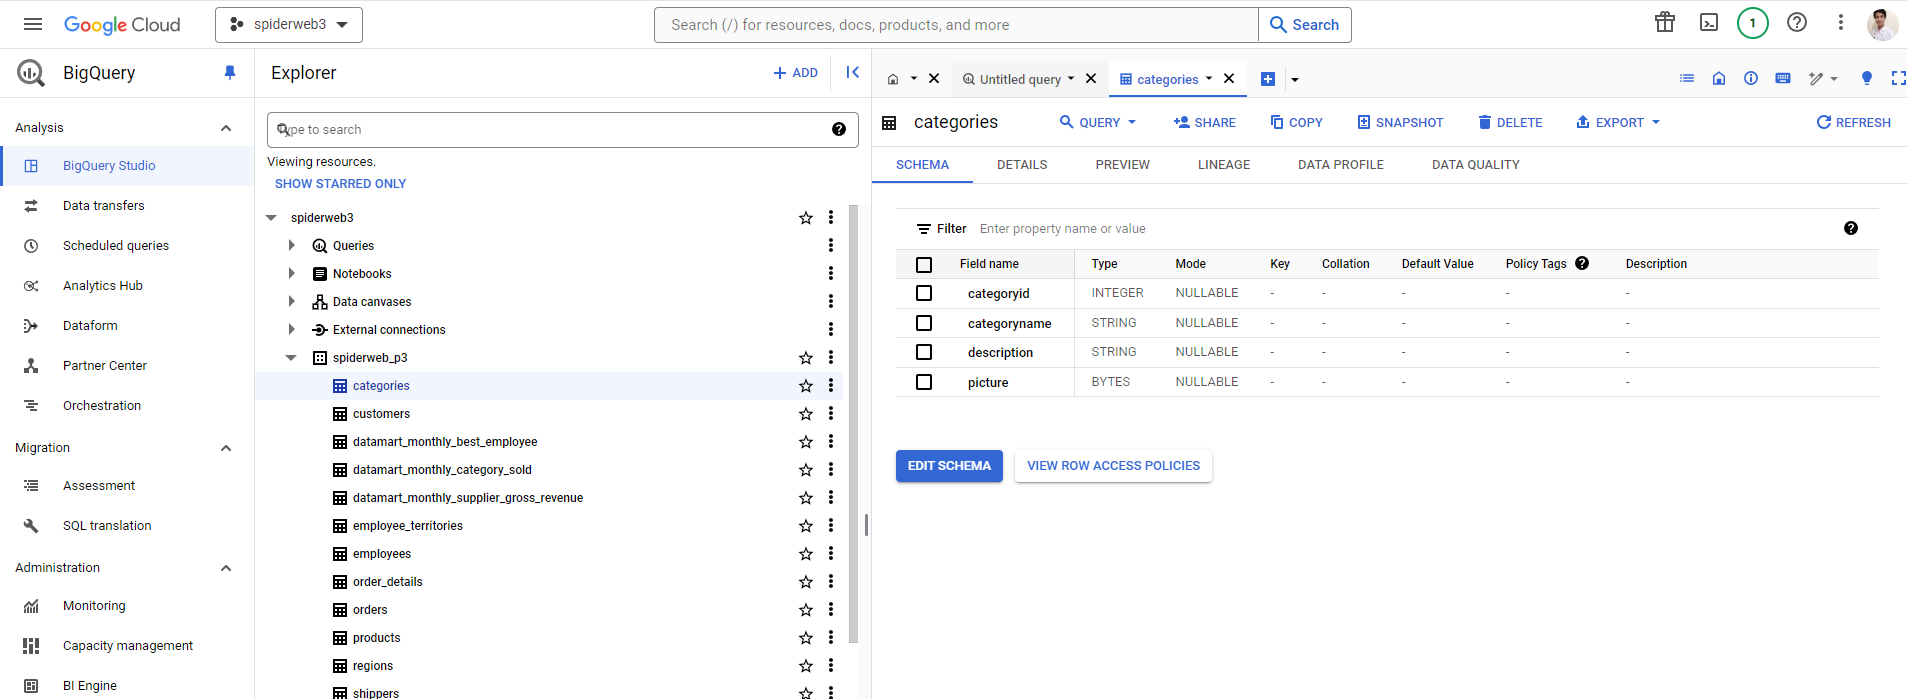 Google Cloud
spiderweb3
Search (/) for resources, docs, products, and more
Search
1
BigQuery
Analysis
BigQuery Studio
Data transfers
Scheduled queries
Analytics Hub
Dataform
Partner Center
Orchestration
Migration
Assessment
SQL translation
Administration
Monitoring
Capacity management
BI Engine
Explorer
ADD
Type to search
Viewing resources.
SHOW STARRED ONLY
spiderweb3
Queries
Notebooks
Data canvases
External connections
spiderweb_p3
categories
customers
datamart_monthly_best_employee
datamart_monthly_category_sold
datamart_monthly_supplier_gross_revenue
employee_territories
employees
order_details
orders
products
regions
shippers
Untitled query
categories
categories
QUERY
SHARE
COPY
SNAPSHOT
DELETE
EXPORT
REFRESH
SCHEMA DETAILS PREVIEW LINEAGE DATA PROFILE DATA QUALITY
Filter Enter property name or value
Field name Type Mode Key Collation Default Value Policy Tags Description
categoryid INTEGER NULLABLE - - - - -
categoryname STRING NULLABLE - - - - -
description STRING NULLABLE - - - - -
picture BYTES NULLABLE - - - - -
EDIT SCHEMA VIEW ROW ACCESS POLICIES